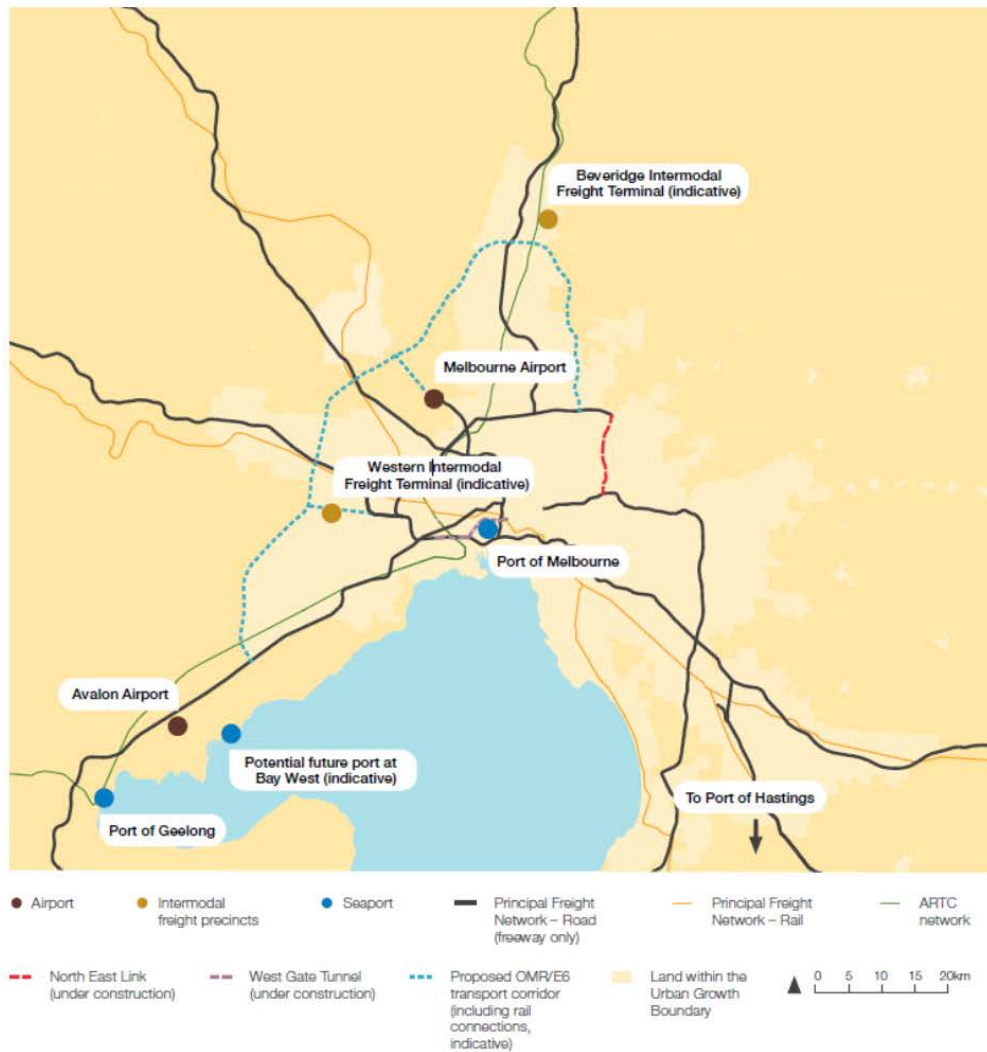 Beveridge Intermodal
Freight Terminal (indicative)
Melbourne Airport
Western Intermodal
Freight Terminal (indicative)
Port of Melbourne
Avalon Airport
Potential future port at
Bay West (indicative)
To Port of Hastings
Port of Geelong
Airport
Intermodal
freight precincts
Seaport
Principal Freight
Network – Road
(freeway only)
Principal Freight
Network – Rail
ARTC
network
North East Link
(under construction)
West Gate Tunnel
(under construction)
Proposed OMR/E6
transport corridor
(including rail
connections,
indicative)
Land within the
Urban Growth
Boundary
0 5 10 15 20km